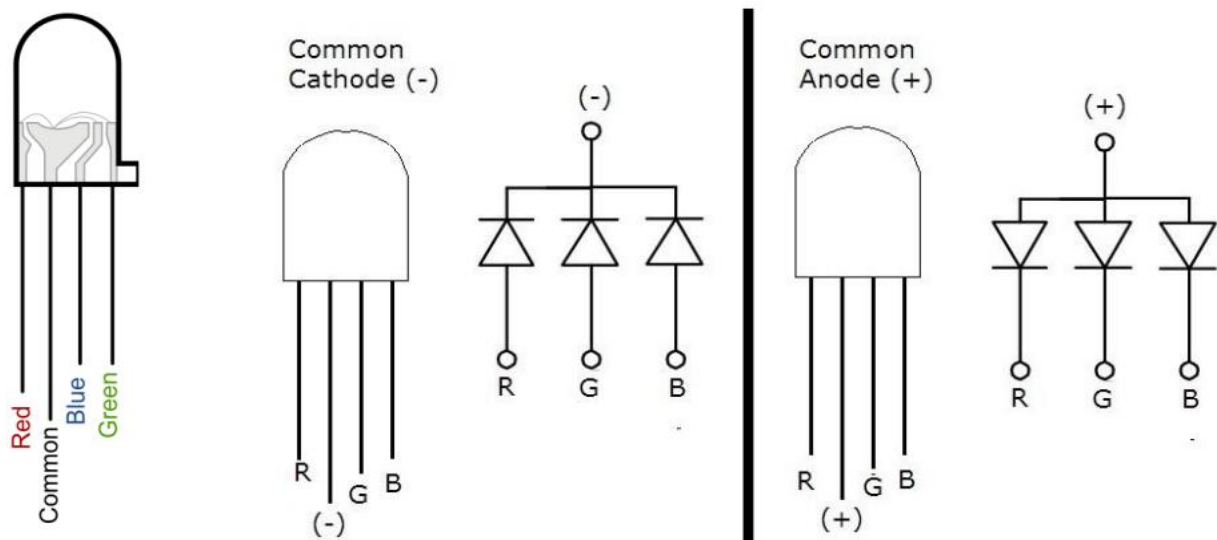 Red
Common
Blue
Green
Common
Cathode (-)
R
(-)
G
B
(-)
R
G
B
Common
Anode (+)
R
(+)
G
B
(+)
R
G
B